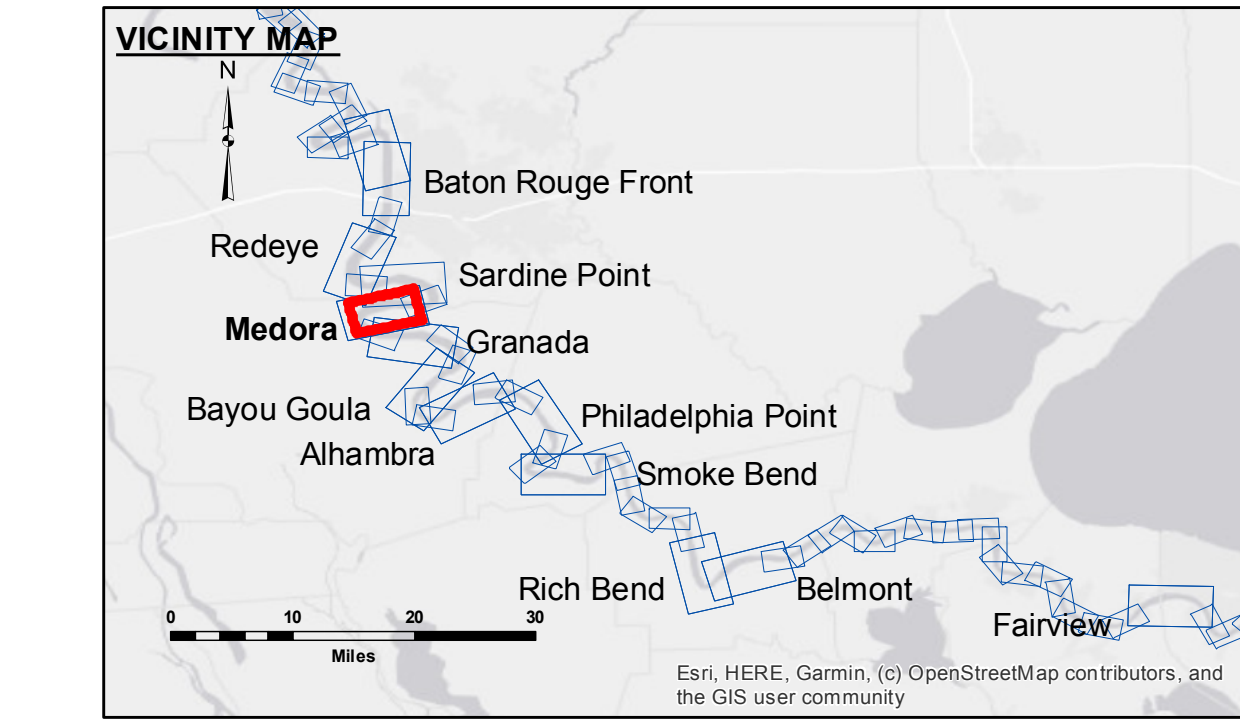 VICINITY MAP
N
Baton Rouge Front
Redeye
Sardine Point
Medora
Granada
Bayou Goula
Philadelphia Point
Alhambra
Smoke Bend
Rich Bend
Belmont
Fairview
0 10 20 30
Miles
Esri, HERE, Garmin, (c) OpenStreetMap contributors, and
the GIS user community